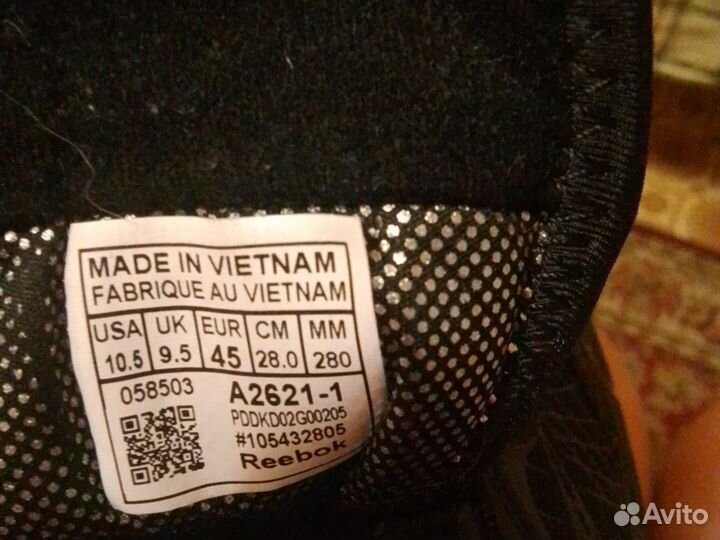 MADE IN VIETNAM
FABRIQUE AU VIETNAM
USA UK EUR CM MM
10.5 9.5 45 28.0 280
058503 A2621-1
PDDKD02G00205
#105432805
Reebok
Avito